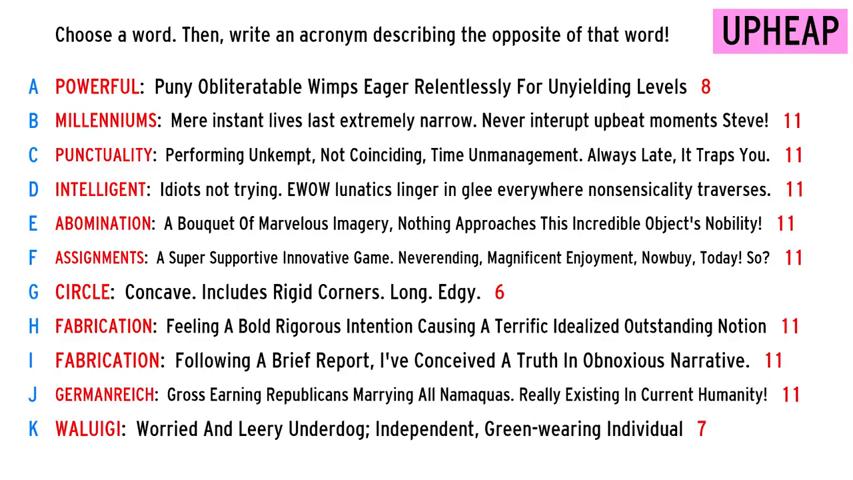 Choose a word. Then, write an acronym describing the opposite of that word! UPHEAP
A POWERFUL: Puny Obliteratable Wimps Eager Relentlessly For Unyielding Levels 8
B MILLENNIUMS: Mere instant lives last extremely narrow. Never interupt upbeat moments Steve! 11
C PUNCTUALITY: Performing Unkempt, Not Coinciding, Time Unmanagement. Always Late, It Traps You. 11
D INTELLIGENT: Idiots not trying. EWOW lunatics linger in glee everywhere nonsensicality traverses. 11
E ABOMINATION: A Bouquet Of Marvelous Imagery, Nothing Approaches This Incredible Object's Nobility! 11
F ASSIGNMENTS: A Super Supportive Innovative Game. Neverending, Magnificent Enjoyment, Nowbuy, Today! So? 11
G CIRCLE: Concave. Includes Rigid Corners. Long. Edgy. 6
H FABRICATION: Feeling A Bold Rigorous Intention Causing A Terrific Idealized Outstanding Notion 11
I FABRICATION: Following A Brief Report, I've Conceived A Truth In Obnoxious Narrative. 11
J GERMANREICH: Gross Earning Republicans Marrying All Namaquas. Really Existing In Current Humanity! 11
K WALUIGI: Worried And Leery Underdog; Independent, Green-wearing Individual 7